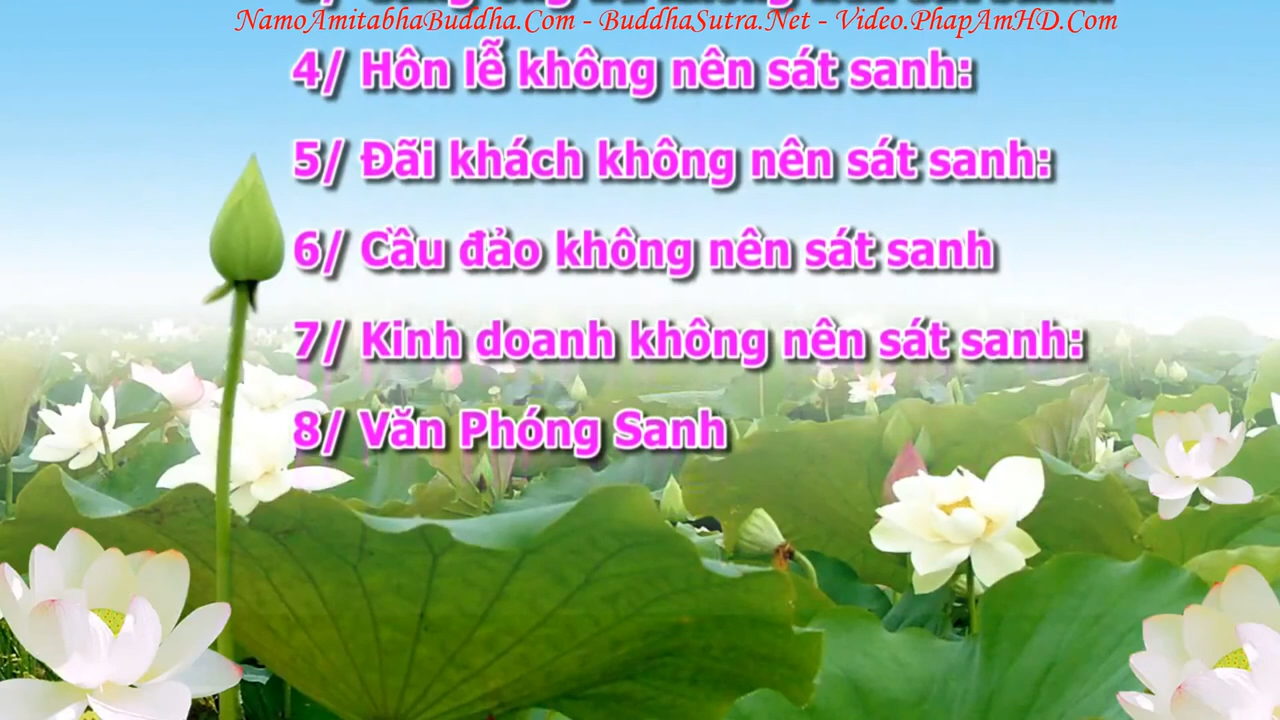 NamoAmitabhaBuddha.Com - BuddhaSutra.Net - Video.PhapAmHD.Com
4/ Hôn lễ không nên sát sanh:
5/ Đãi khách không nên sát sanh:
6/ Cầu đảo không nên sát sanh
7/ Kinh doanh không nên sát sanh:
8/ Văn Phóng Sanh